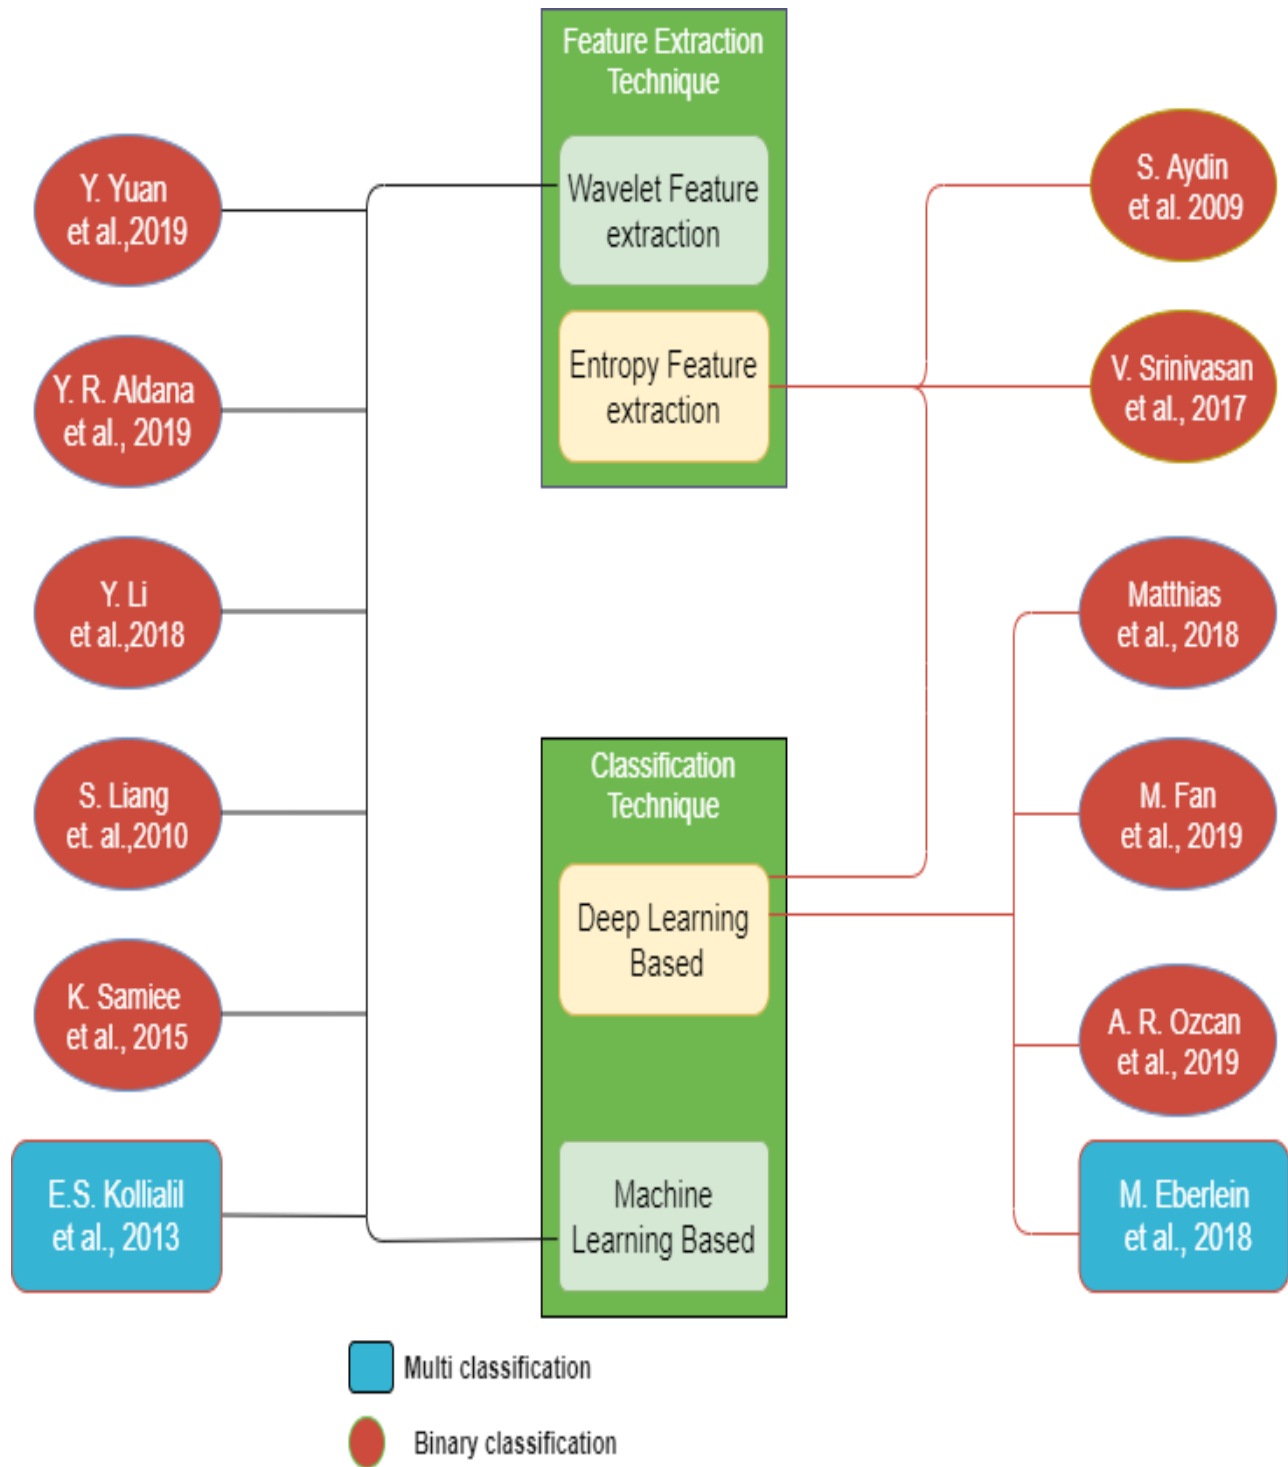 Feature Extraction
Technique
Wavelet Feature
extraction
Entropy Feature
extraction
Y. Yuan
et al.,2019
Y. R. Aldana
et al., 2019
Y. Li
et al.,2018
S. Liang
et. al.,2010
K. Samiee
et al., 2015
E.S. Kollialil
et al., 2013
S. Aydin
et al. 2009
V. Srinivasan
et al., 2017
Matthias
et al., 2018
M. Fan
et al., 2019
A. R. Ozcan
et al., 2019
M. Eberlein
et al., 2018
Classification
Technique
Deep Learning
Based
Machine
Learning Based
Multi classification
Binary classification